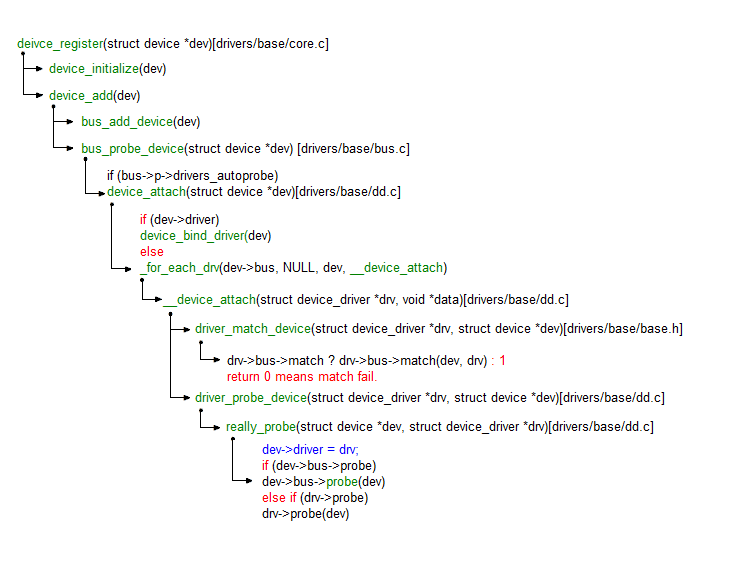 deivce_register(struct device *dev)[drivers/base/core.c]
device_initialize(dev)
device_add(dev)
bus_add_device(dev)
bus_probe_device(struct device *dev) [drivers/base/bus.c]
if (bus->p->drivers_autoprobe)
device_attach(struct device *dev)[drivers/base/dd.c]
if (dev->driver)
device_bind_driver(dev)
else
_for_each_drv(dev->bus, NULL, dev, __device_attach)
__device_attach(struct device_driver *drv, void *data)[drivers/base/dd.c]
driver_match_device(struct device_driver *drv, struct device *dev)[drivers/base/base.h]
drv->bus->match ? drv->bus->match(dev, drv) : 1
return 0 means match fail.
driver_probe_device(struct device_driver *drv, struct device *dev)[drivers/base/dd.c]
really_probe(struct device *dev, struct device_driver *drv)[drivers/base/dd.c]
dev->driver = drv;
if (dev->bus->probe)
dev->bus->probe(dev)
else if (drv->probe)
drv->probe(dev)